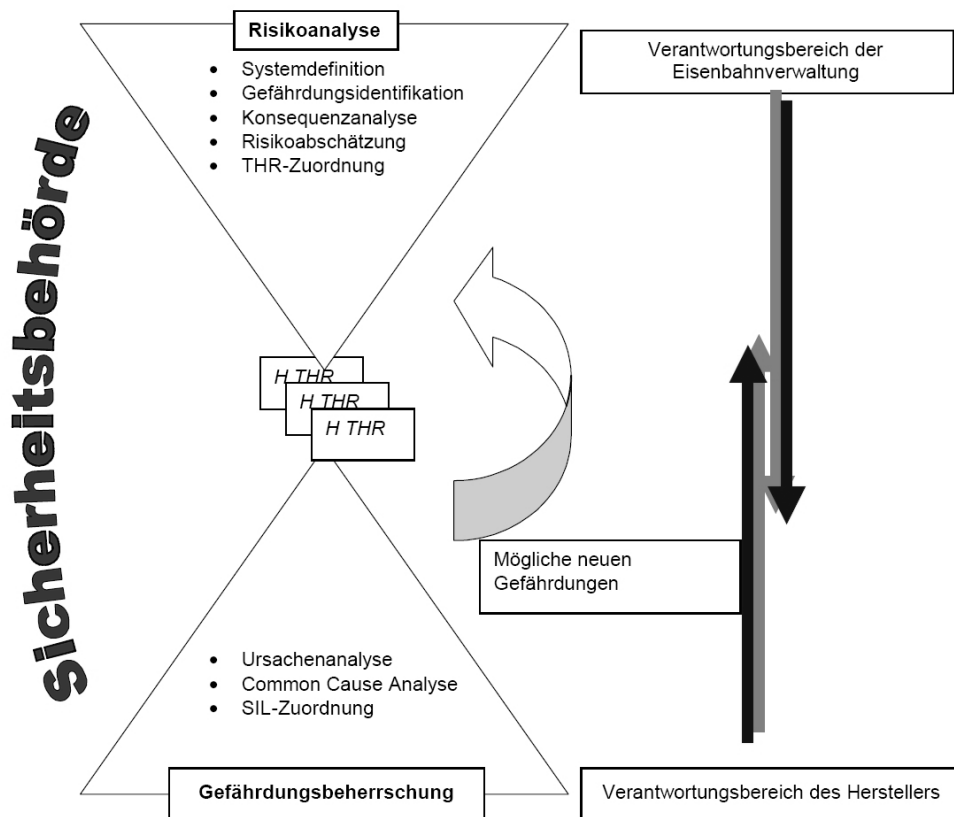 Risikoanalyse
• Systemdefinition
• Gefährdungsidentifikation
• Konsequenzanalyse
• Risikoabschätzung
• THR-Zuordnung
Verantwortungsbereich der
Eisenbahnverwaltung
Sicherheitsbehörde
H THR
H THR
H THR
Mögliche neuen
Gefährdungen
• Ursachenanalyse
• Common Cause Analyse
• SIL-Zuordnung
Gefährdungsbeherrschung
Verantwortungsbereich des Herstellers